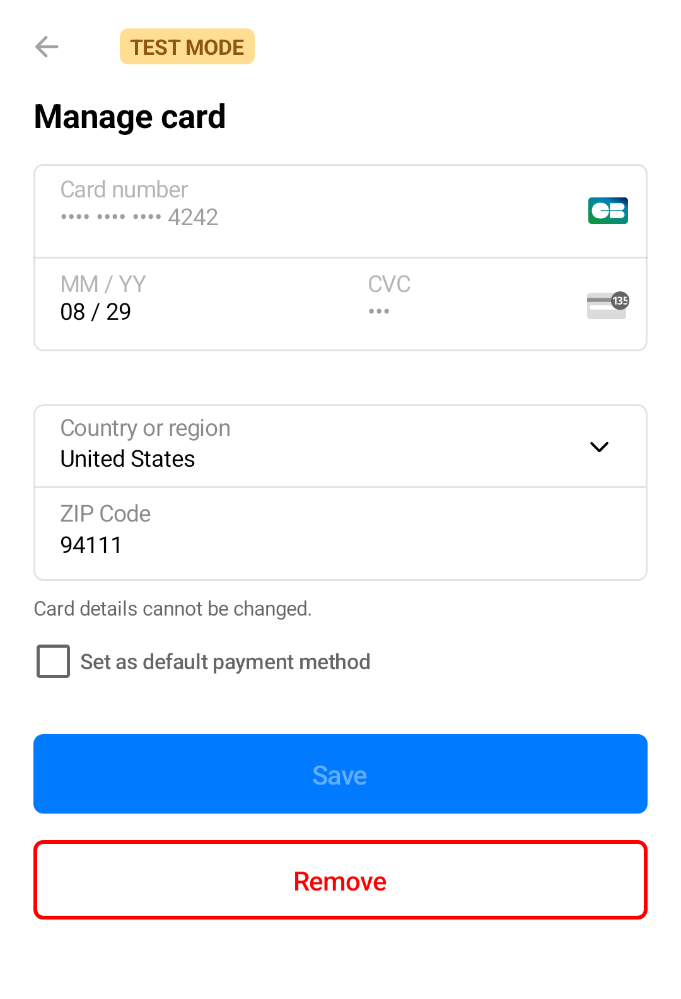 TEST MODE
Manage card
Card number
•••• •••• •••• 4242
CB
MM / YY
CVC
08 / 29
•••
135
Country or region
United States
ZIP Code
94111
Card details cannot be changed.
Set as default payment method
Save
Remove